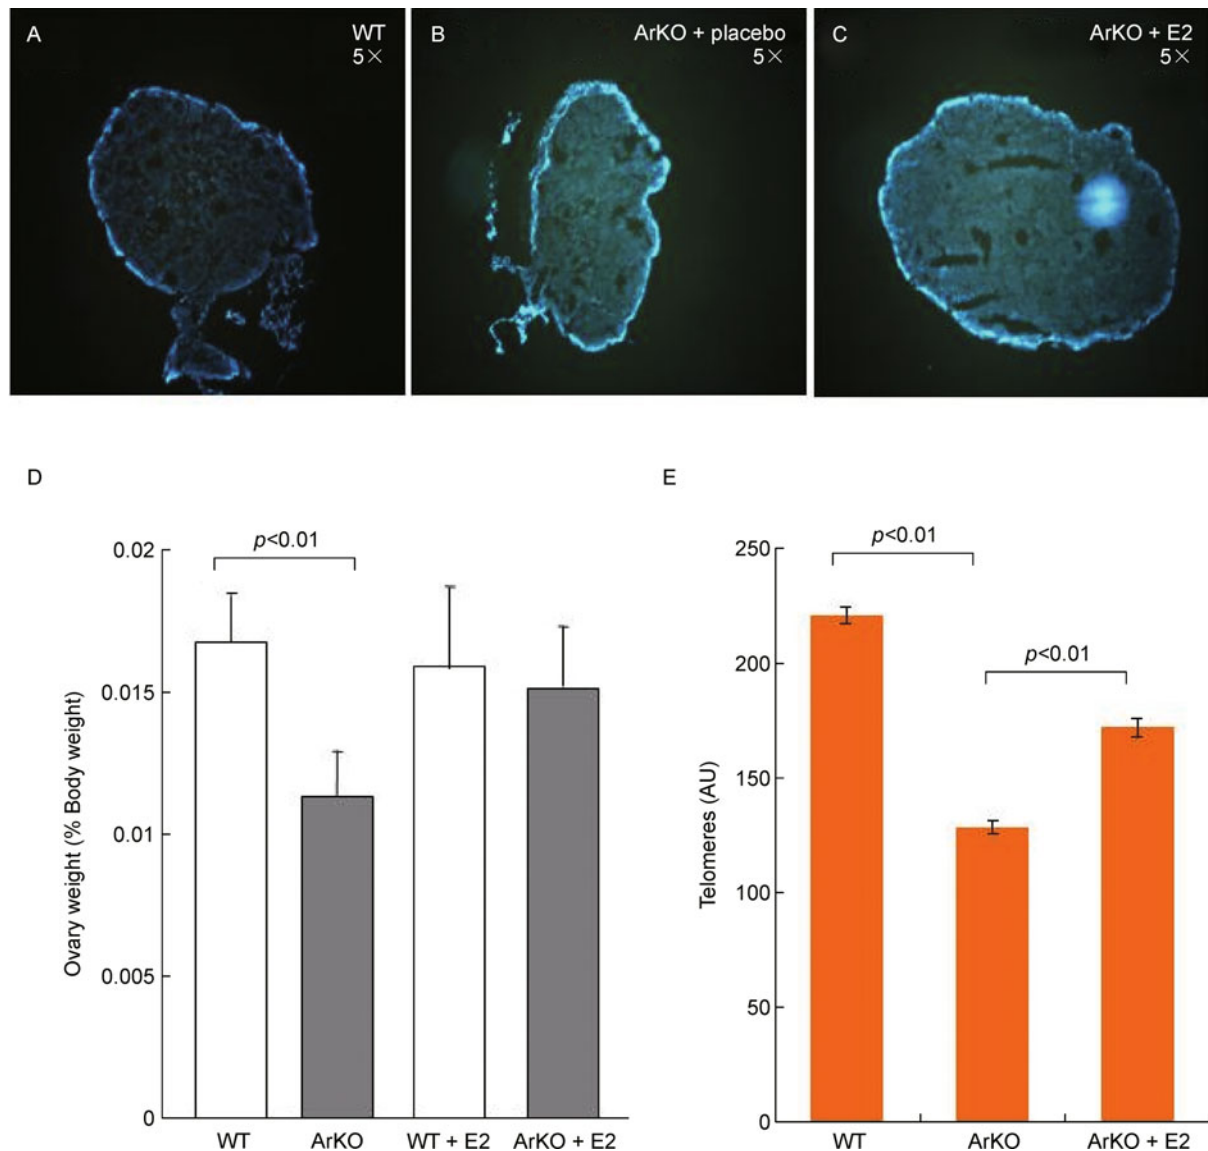 A
WT
5×
B
ArKO + placebo
5×
C
ArKO + E2
5×
D
Ovary weight (% Body weight)
0.02
0.015
0.01
0.005
0
p<0.01
WT
ArKO
WT + E2
ArKO + E2
E
Telomeres (AU)
250
200
150
100
50
0
p<0.01
p<0.01
WT
ArKO
ArKO + E2